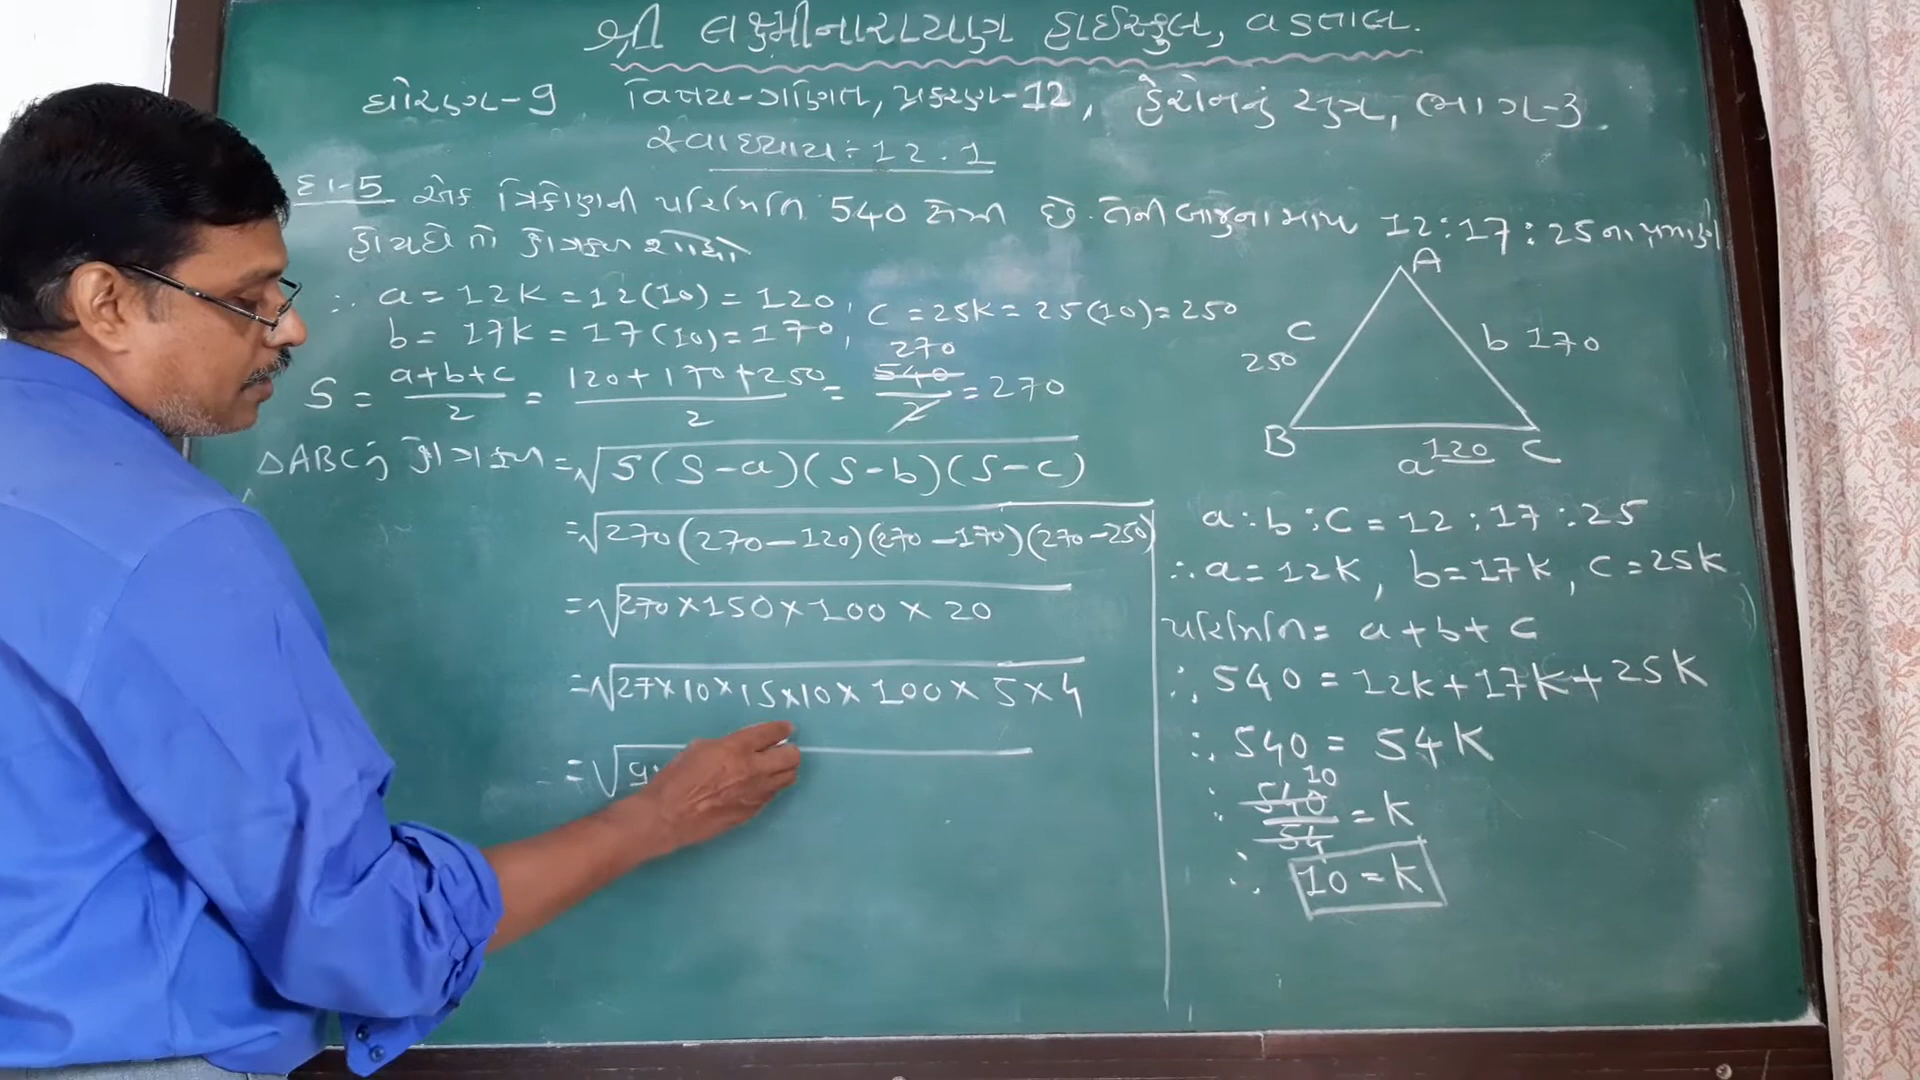 શ્રી લક્ષ્મીનારાયણ હાઈસ્કુલ, વડતાલ.
ધોરણ-9 વિષય-ગણિત, પ્રકરણ-12, હેરોનનું સૂત્ર, ભાગ-3
સ્વાધ્યાય:- 12.1
દા-5 એક ત્રિકોણની પરિમિતિ 540 સેમી છે. તેની બાજુના માપ 12:17:25 ના પ્રમાણ
હોય છે તો ક્ષેત્રફળ શોધો
∴ a = 12k = 12(10) = 120, c = 25k = 25(10) = 250
b = 17k = 17(10) = 170,
S = a+b+c / 2 = 120+170+250 / 2 = 540 / 2 = 270
270
ΔABCનું ક્ષેત્રફળ = √S(S-a)(S-b)(S-c)
= √270(270-120)(270-170)(270-250)
= √270×150×100×20
= √27×10×15×10×100×5×4
= √9×
A
c
250
b 170
B
a 120
C
a:b:c = 12:17:25
∴ a=12k, b=17k, c=25k
પરિમિતિ = a+b+c
∴ 540 = 12k+17k+25k
∴ 540 = 54k
∴ 540 / 54 = k
10
∴ 10 = k